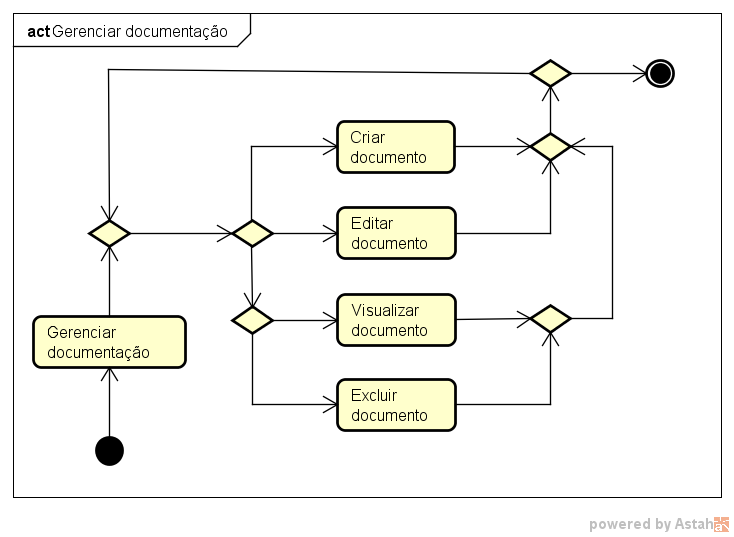 act Gerenciar documentação
Criar
documento
Editar
documento
Visualizar
documento
Gerenciar
documentação
Excluir
documento
powered by Astah